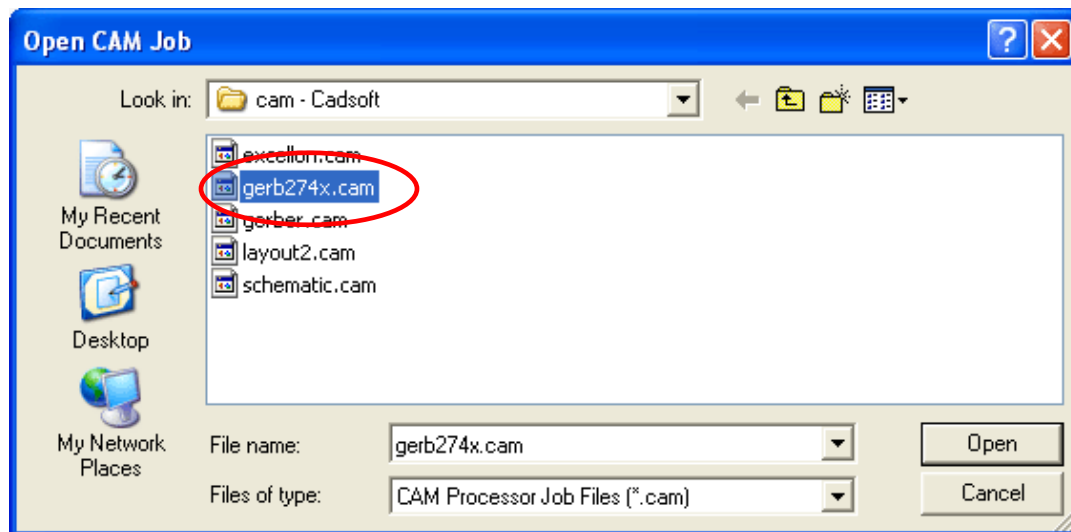 Open CAM Job
Look in: cam - Cadsoft
excellon.cam
gerb274x.cam
gerber.cam
layout2.cam
schematic.cam
My Recent
Documents
Desktop
My Network
Places
File name: gerb274x.cam Open
Files of type: CAM Processor Job Files (*.cam) Cancel